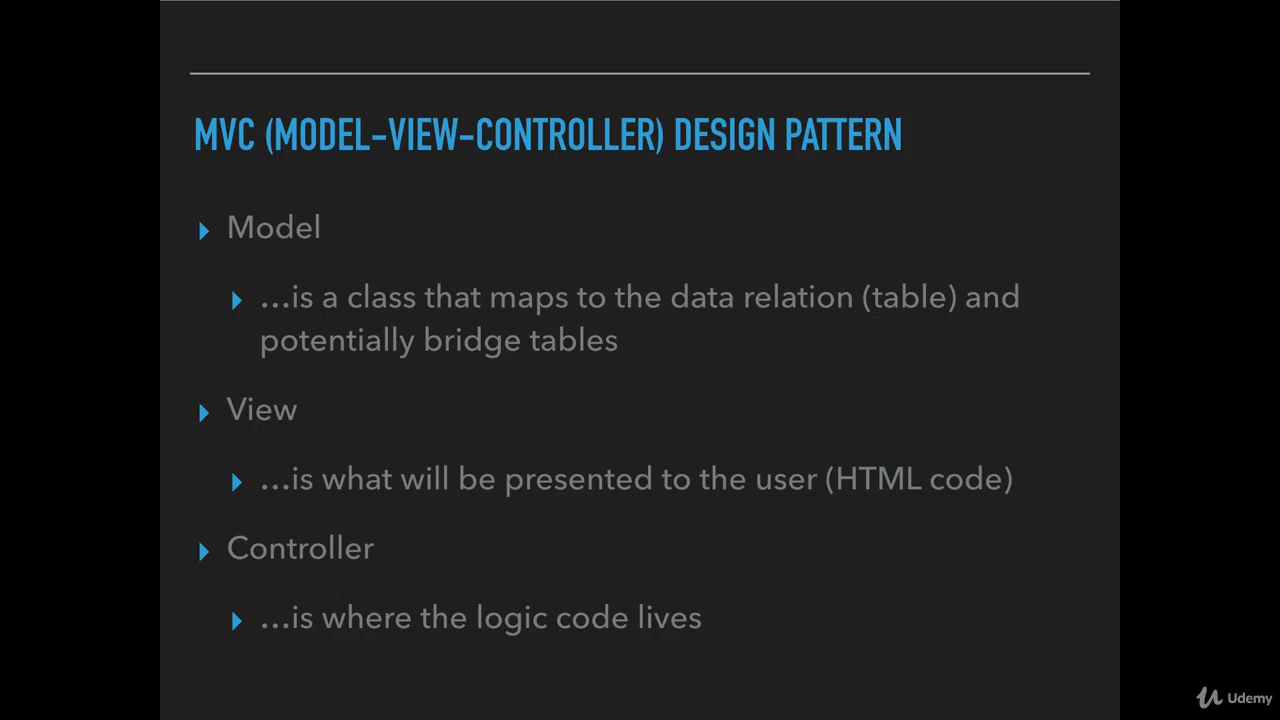 MVC (MODEL-VIEW-CONTROLLER) DESIGN PATTERN
Model
...is a class that maps to the data relation (table) and
potentially bridge tables
View
...is what will be presented to the user (HTML code)
Controller
...is where the logic code lives
Udemy